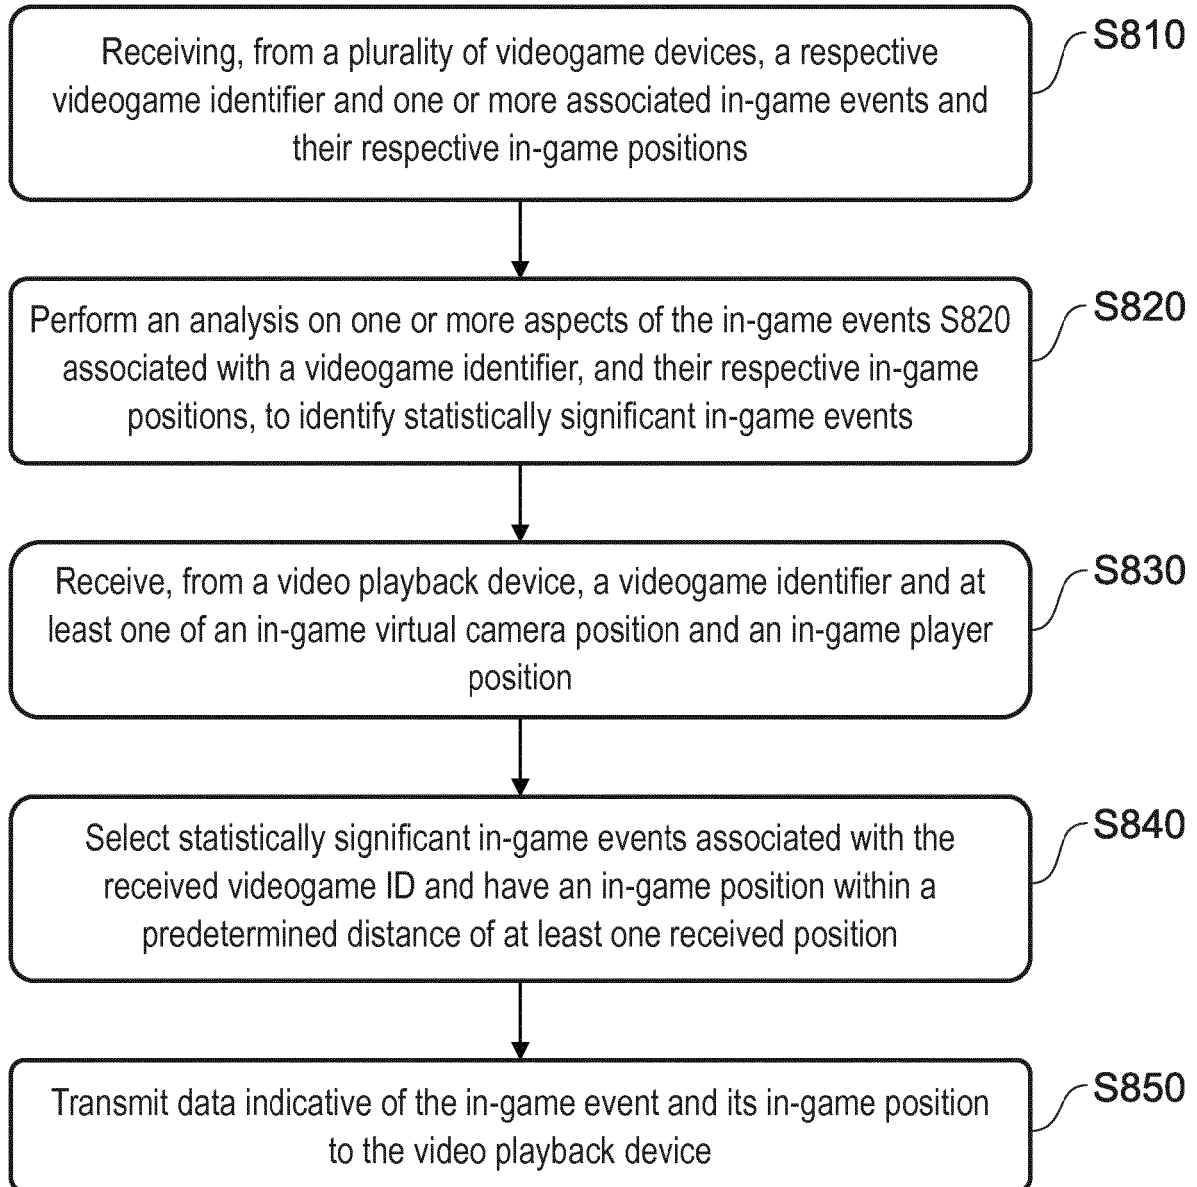 Receiving, from a plurality of videogame devices, a respective
videogame identifier and one or more associated in-game events and
their respective in-game positions
S810
Perform an analysis on one or more aspects of the in-game events S820
associated with a videogame identifier, and their respective in-game
positions, to identify statistically significant in-game events
S820
Receive, from a video playback device, a videogame identifier and at
least one of an in-game virtual camera position and an in-game player
position
S830
Select statistically significant in-game events associated with the
received videogame ID and have an in-game position within a
predetermined distance of at least one received position
S840
Transmit data indicative of the in-game event and its in-game position
to the video playback device
S850